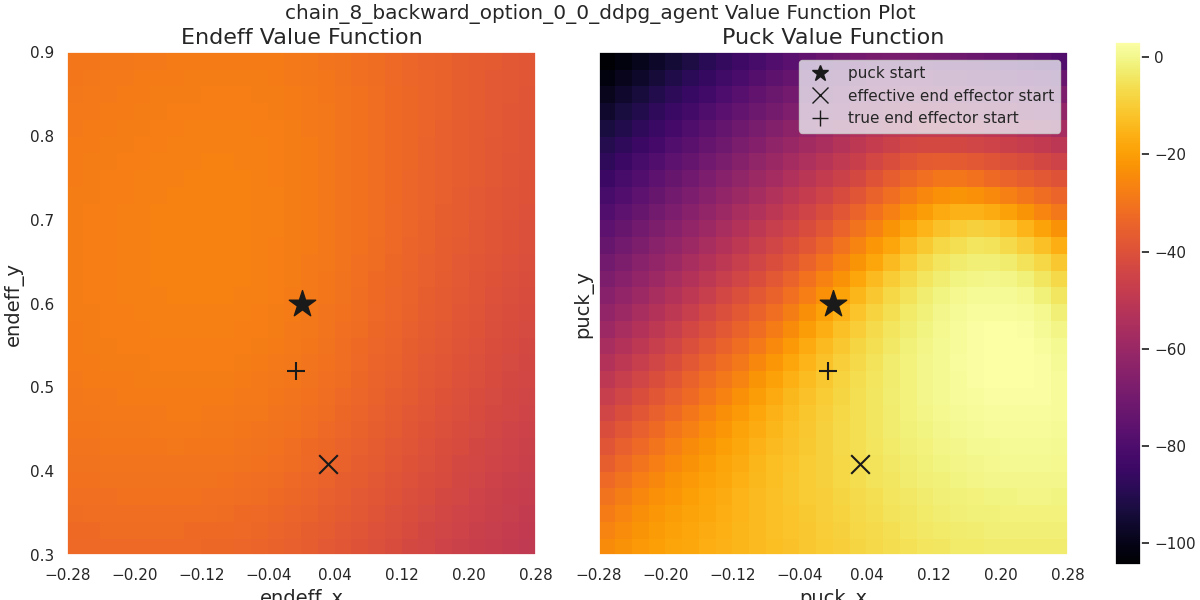 chain_8_backward_option_0_0_ddpg_agent Value Function Plot
Endeff Value Function
Puck Value Function
puck start
effective end effector start
true end effector start
0.9
0.8
0.7
0.6
0.5
0.4
0.3
endeff_y
puck_y
0
−20
−40
−60
−80
−100
−0.28 −0.20 −0.12 −0.04 0.04 0.12 0.20 0.28
−0.28 −0.20 −0.12 −0.04 0.04 0.12 0.20 0.28
endeff_x
puck_x